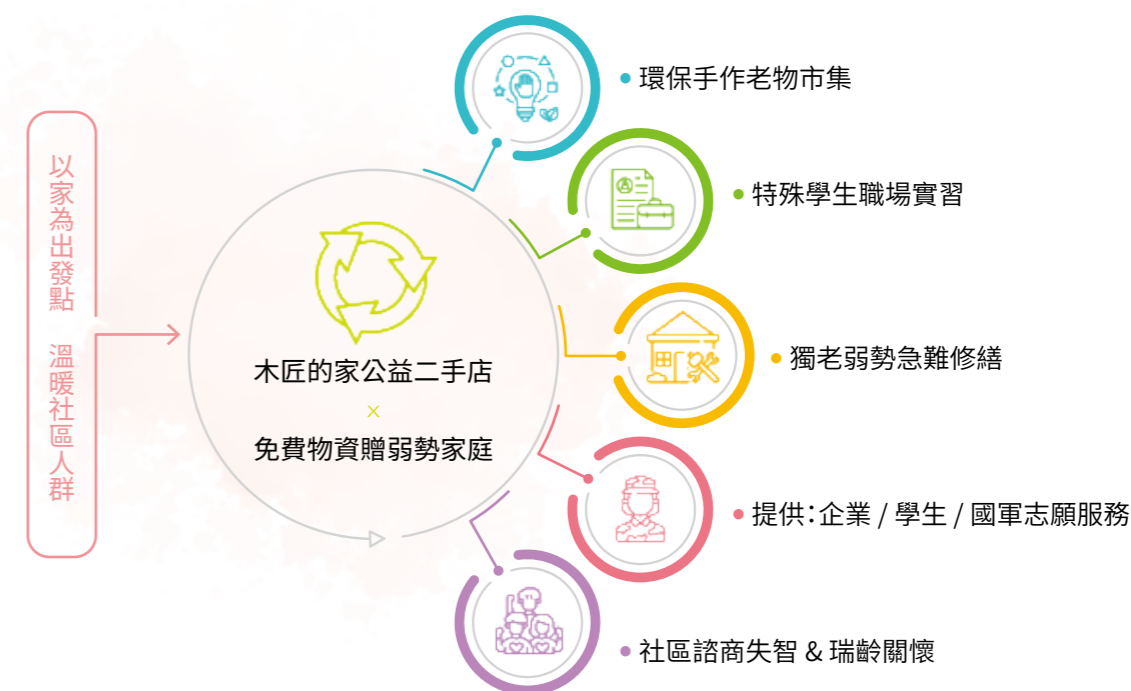 以家為出發點 溫暖社區人群
木匠的家公益二手店
x
免費物資贈弱勢家庭
環保手作老物市集
特殊學生職場實習
獨老弱勢急難修繕
提供：企業 / 學生 / 國軍志願服務
社區諮商失智 & 瑞齡關懷